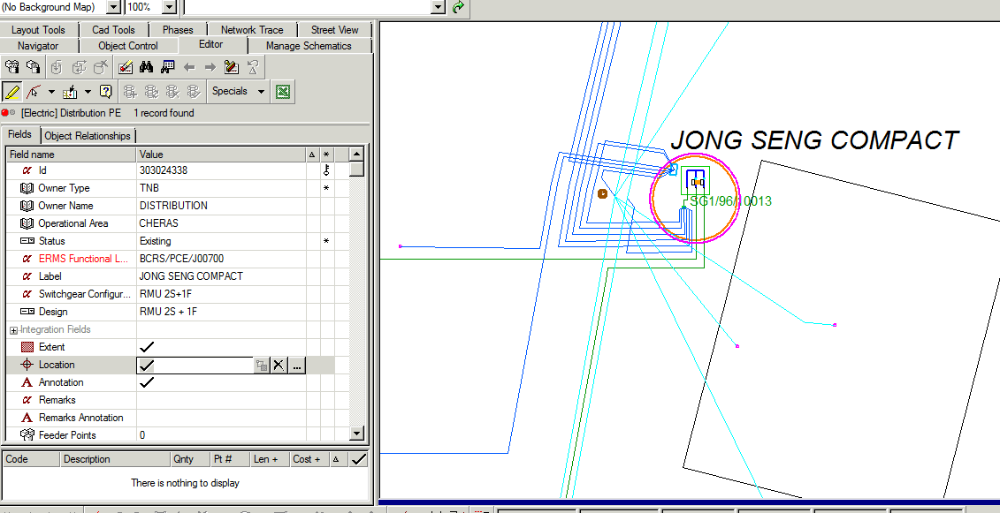 (No Background Map) 100%
Layout Tools Cad Tools Phases Network Trace Street View
Navigator Object Control Editor Manage Schematics
Specials
[Electric] Distribution PE 1 record found
Fields Object Relationships
Field name Value
Id 303024338
Owner Type TNB *
Owner Name DISTRIBUTION
Operational Area CHERAS
Status Existing *
ERMS Functional L... BCRS/PCE/J00700
Label JONG SENG COMPACT
Switchgear Configur... RMU 2S+1F
Design RMU 2S + 1F
Integration Fields
Extent
Location ...
Annotation
Remarks
Remarks Annotation
Feeder Points 0
Code Description Qnty Pt # Len + Cost +
There is nothing to display
JONG SENG COMPACT